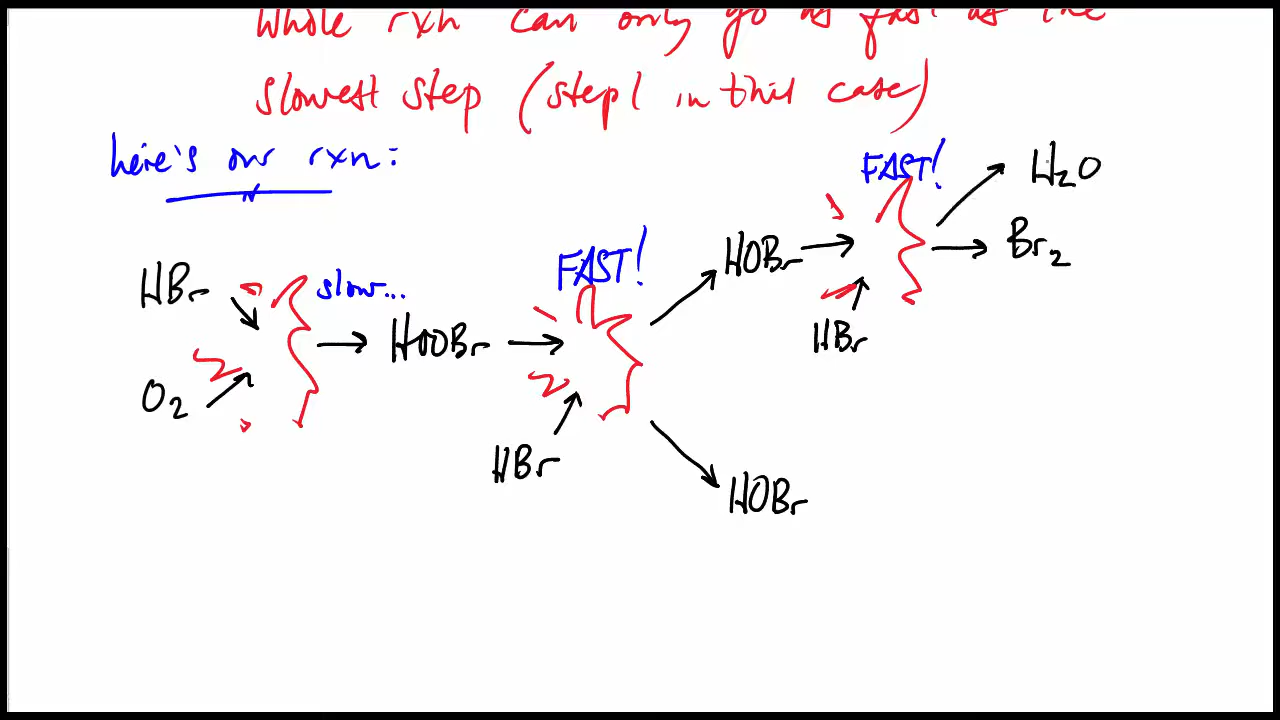 whole rxn can only go as fast as the
slowest step (step 1 in this case)
here's our rxn:
FAST!
H₂O
HOBr
Br₂
FAST!
HBr
slow...
HOOBr
HBr
O₂
HBr
HOBr